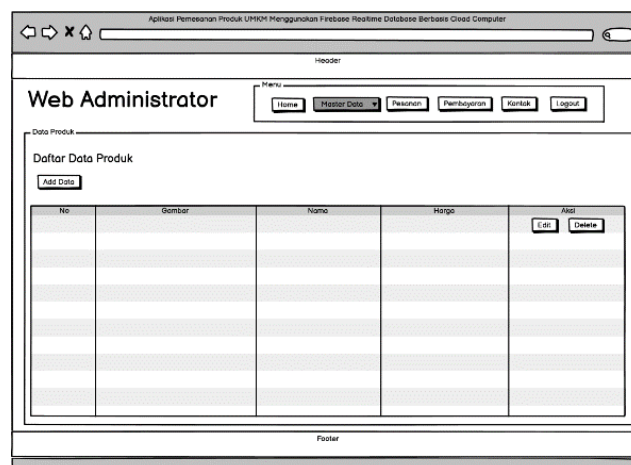 Aplikasi Pemesanan Produk UMKM Menggunakan Firebase Realtime Database Berbasis Cload Computer
Header
Web Administrator
Menu
Home Master Data Pesanan Pembayaran Kontak Logout
Data Produk
Daftar Data Produk
Add Data
No Gambar Nama Harga Aksi
Edit Delete
Footer